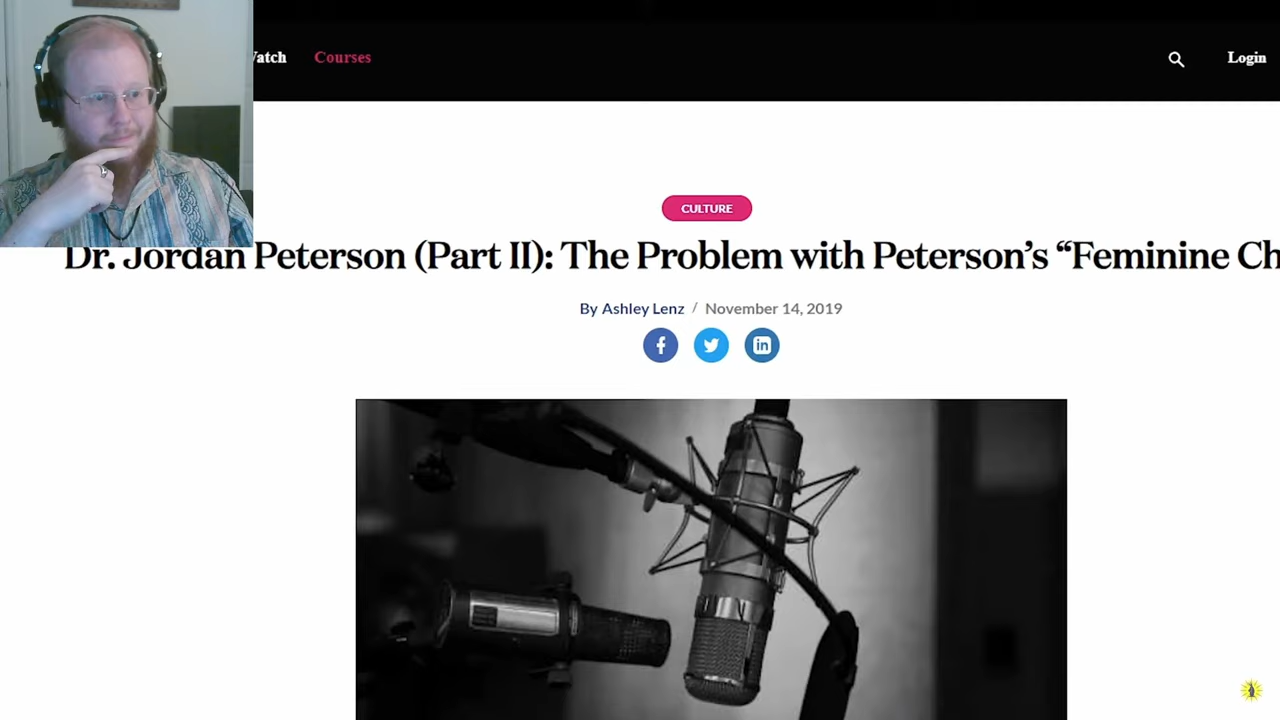 Watch Courses Login
CULTURE
Dr. Jordan Peterson (Part II): The Problem with Peterson's “Feminine Ch
By Ashley Lenz / November 14, 2019